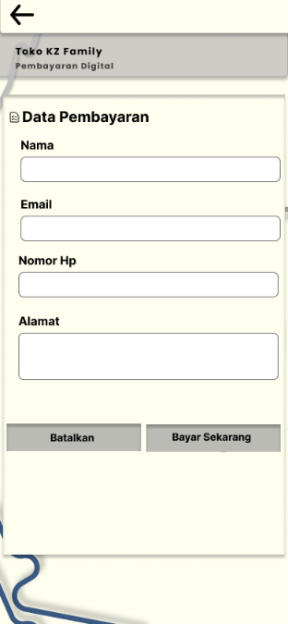 Toko KZ Family
Pembayaran Digital
Data Pembayaran
Nama
Email
Nomor Hp
Alamat
Batalkan
Bayar Sekarang